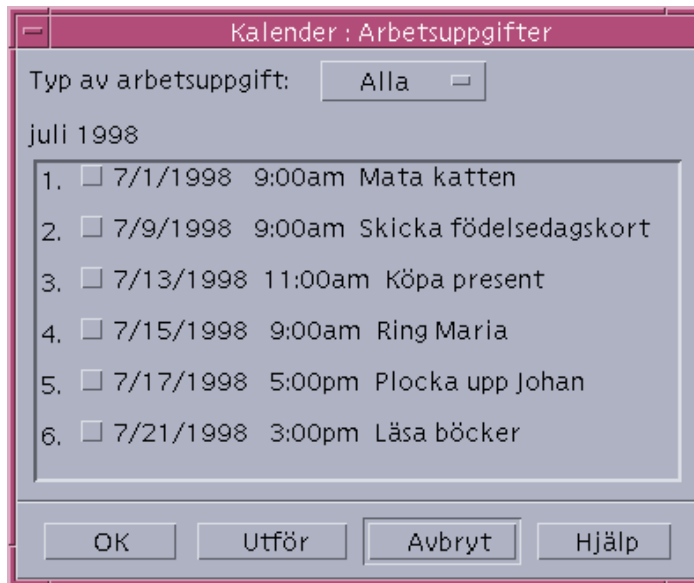 Kalender : Arbetsuppgifter
Typ av arbetsuppgift: Alla
juli 1998
1. 7/1/1998 9:00am Mata katten
2. 7/9/1998 9:00am Skicka födelsedagskort
3. 7/13/1998 11:00am Köpa present
4. 7/15/1998 9:00am Ring Maria
5. 7/17/1998 5:00pm Plocka upp Johan
6. 7/21/1998 3:00pm Läsa böcker
OK Utför Avbryt Hjälp